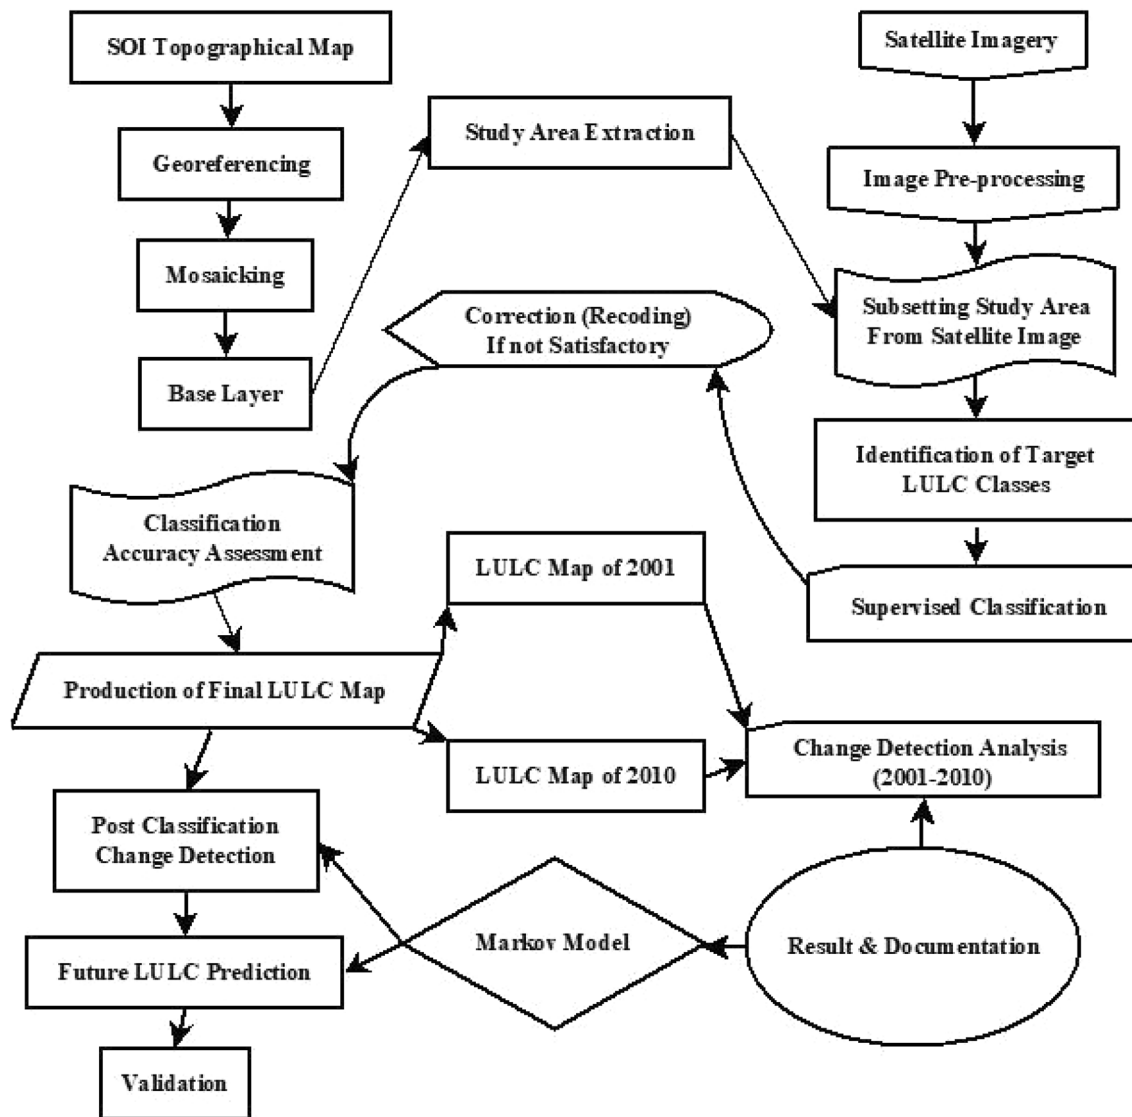 SOI Topographical Map
Satellite Imagery
Study Area Extraction
Georeferencing
Image Pre-processing
Mosaicking
Subsetting Study Area
From Satellite Image
Correction (Recoding)
If not Satisfactory
Base Layer
Identification of Target
LULC Classes
Classification
Accuracy Assessment
LULC Map of 2001
Supervised Classification
Production of Final LULC Map
LULC Map of 2010
Change Detection Analysis
(2001-2010)
Post Classification
Change Detection
Markov Model
Result & Documentation
Future LULC Prediction
Validation